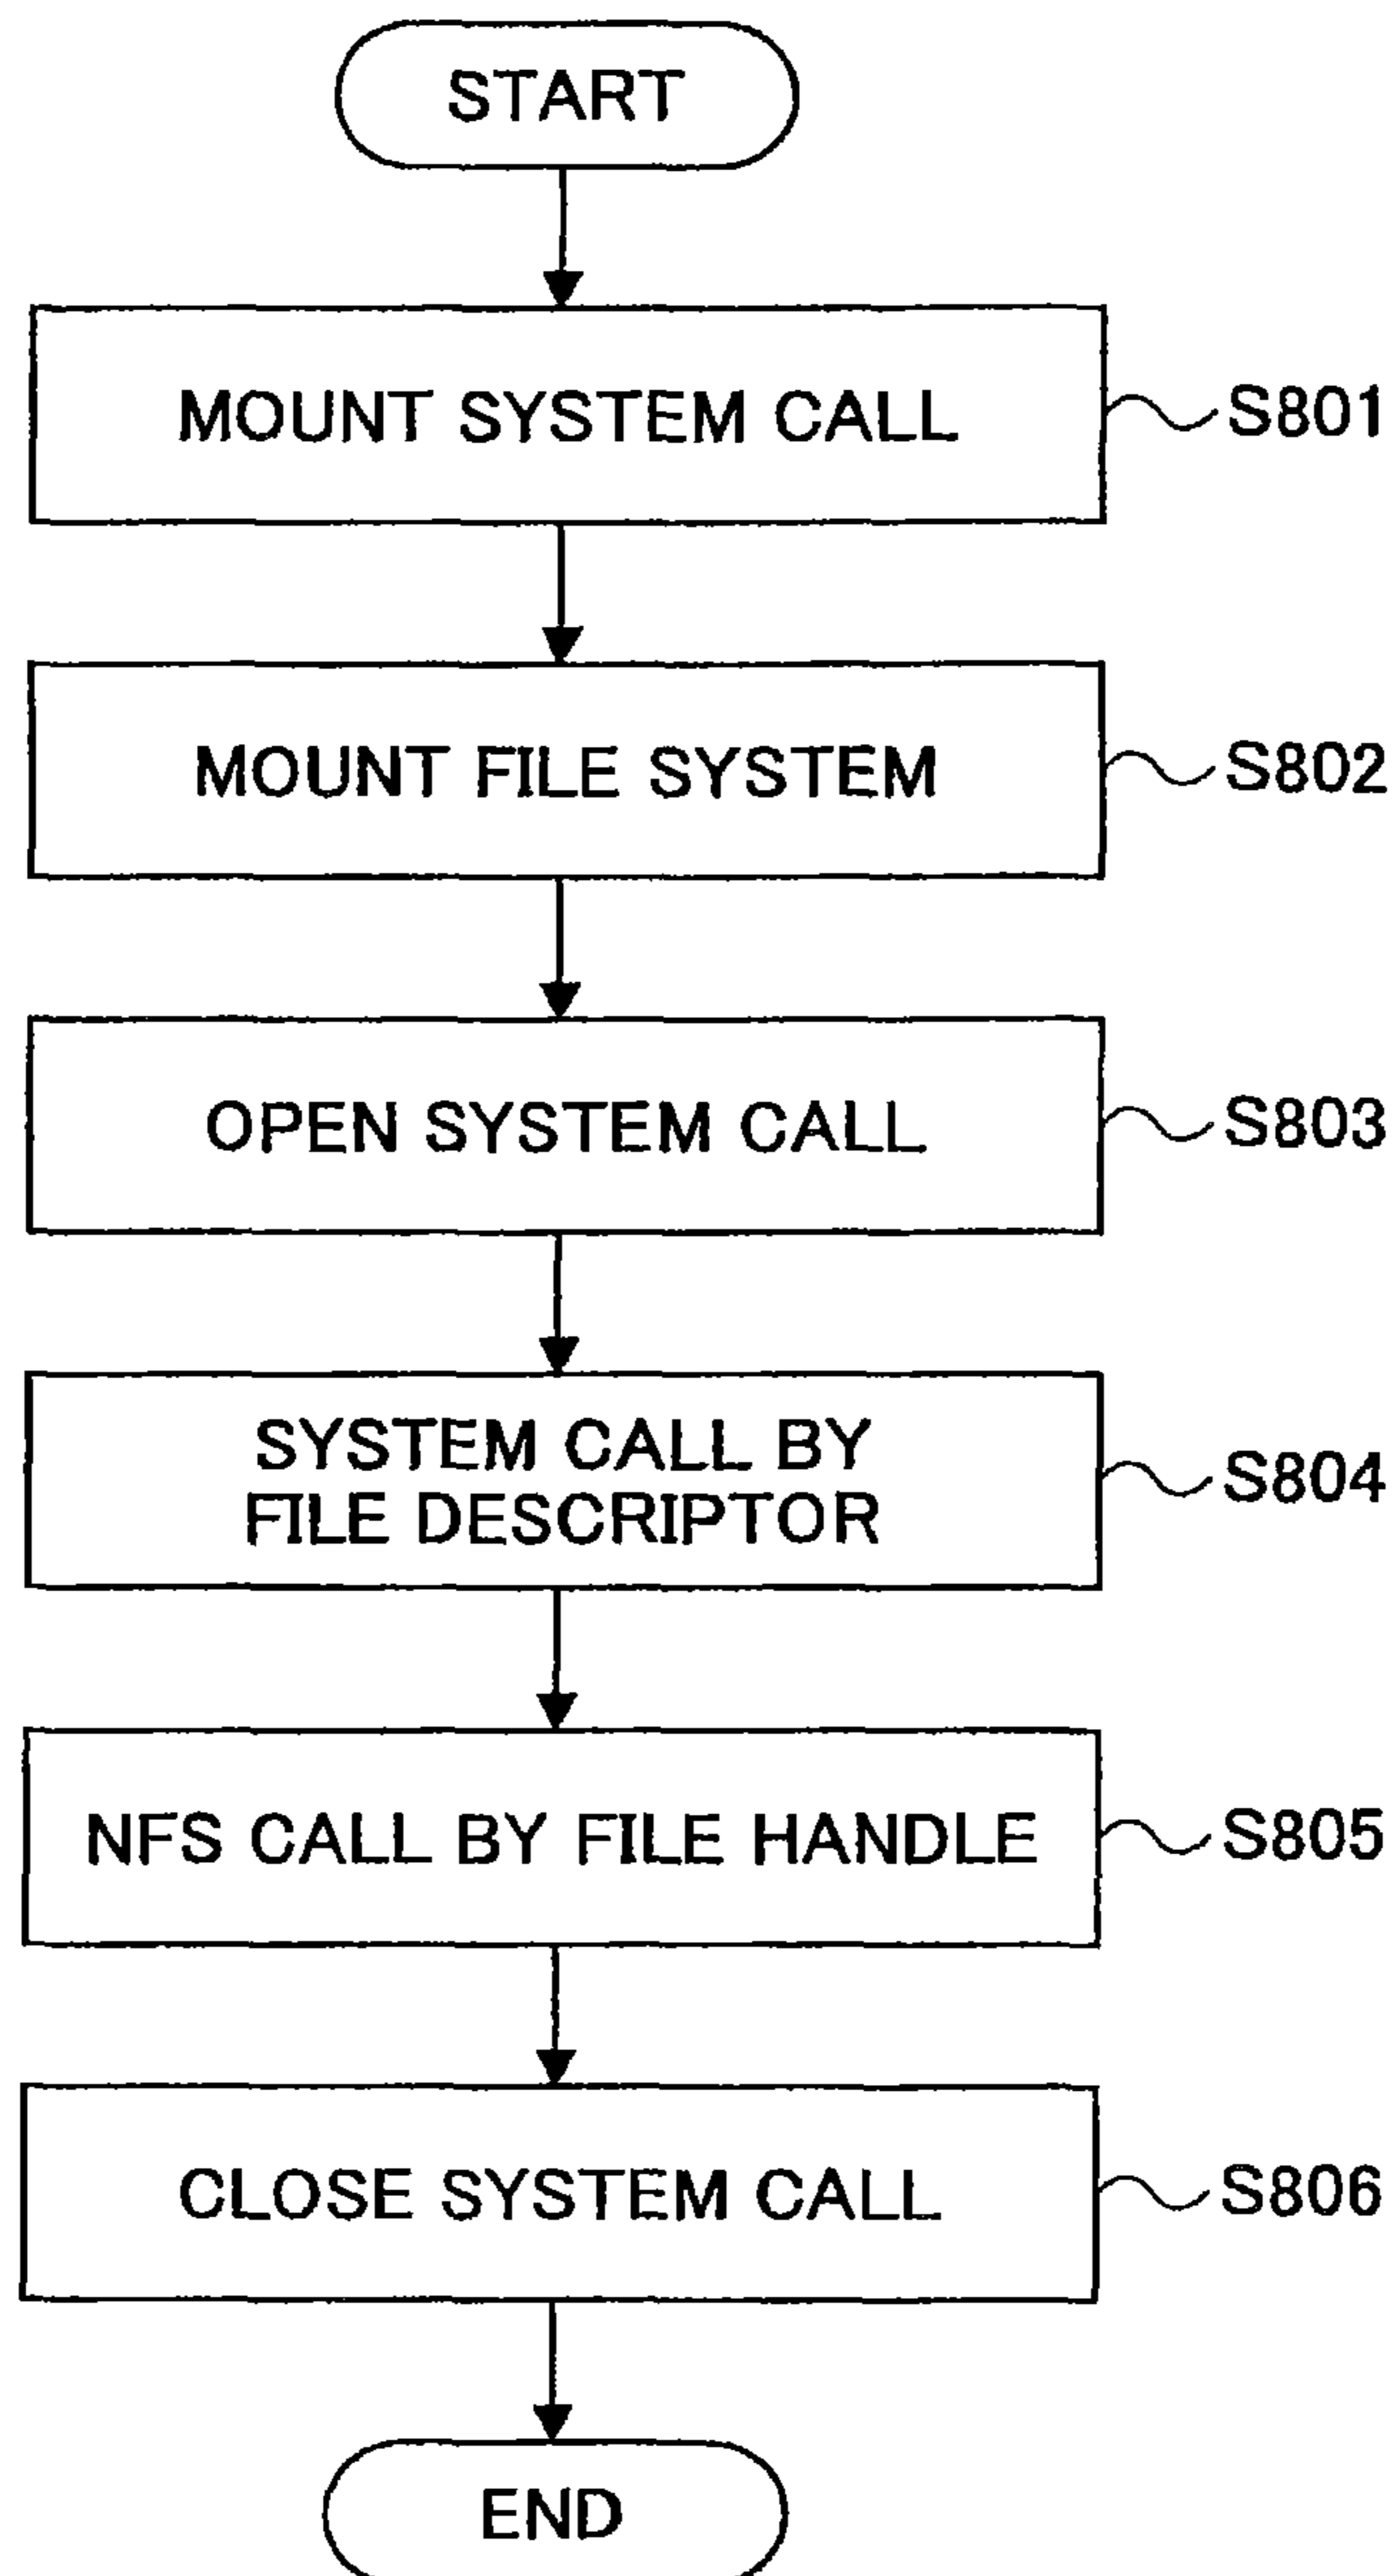 START
MOUNT SYSTEM CALL
S801
MOUNT FILE SYSTEM
S802
OPEN SYSTEM CALL
S803
SYSTEM CALL BY
FILE DESCRIPTOR
S804
NFS CALL BY FILE HANDLE
S805
CLOSE SYSTEM CALL
S806
END